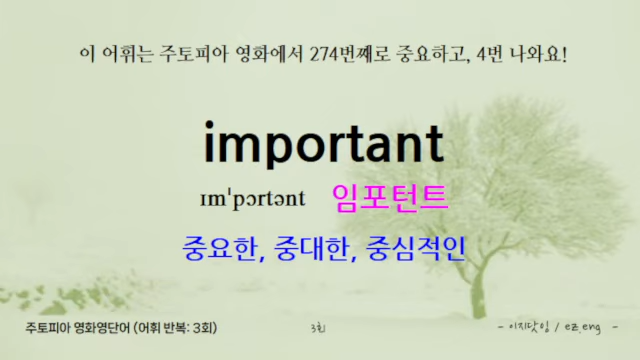 이 어휘는 주토피아 영화에서 274번째로 중요하고, 4번 나와요!
important
ɪmˈpɔrtənt 임포턴트
중요한, 중대한, 중심적인
주토피아 영화영단어 (어휘 반복: 3회) 3회 - 이지닷잉 / ez.eng -